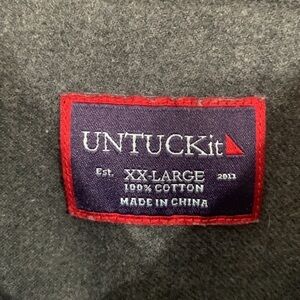 UNTUCKit
Est. XX-LARGE 2011
100% COTTON
MADE IN CHINA